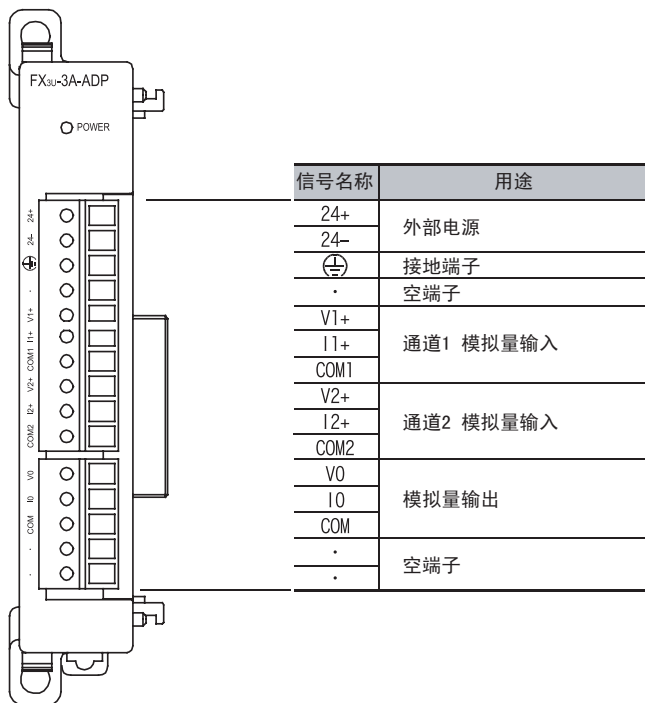 FX3U-3A-ADP
POWER
24+
24-
·
V1+
I1+
COM1
V2+
I2+
COM2
V0
I0
COM
·
·
信号名称 用途
24+
24-
外部电源
接地端子
· 空端子
V1+
I1+
COM1
通道1 模拟量输入
V2+
I2+
COM2
通道2 模拟量输入
V0
I0
COM
模拟量输出
·
·
空端子